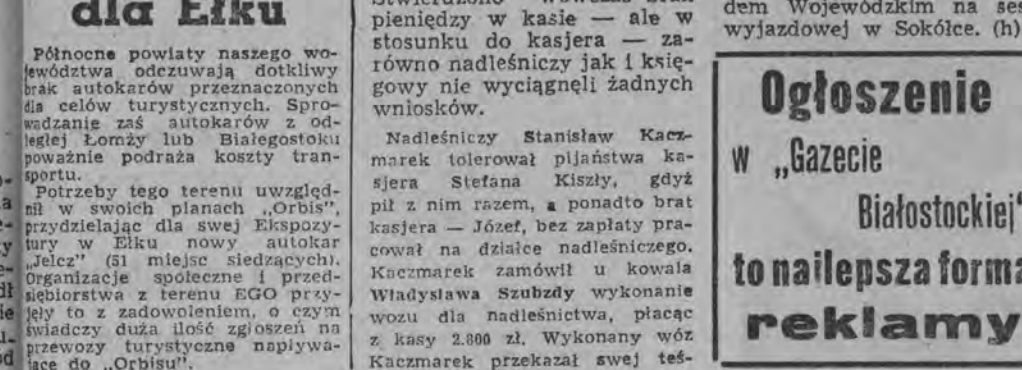 dla Ełku
Północne powiaty naszego wo-
jewództwa odczuwają dotkliwy
brak autokarów przeznaczonych
dla celów turystycznych. Spro-
wadzanie zaś autokarów z od-
ległej Łomży lub Białegostoku
poważnie podraża koszty tran-
sportu.
Potrzeby tego terenu uwzględ-
nił w swoich planach „Orbis",
przydzielając dla swej Ekspozy-
tury w Ełku nowy autokar
„Jelcz" (51 miejsc siedzących).
Organizacje społeczne i przed-
siębiorstwa z terenu EGO przy-
jęły to z zadowoleniem, o czym
świadczy duża ilość zgłoszeń na
przewozy turystyczne napływa-
jące do „Orbisu".
pieniędzy w kasie — ale w
stosunku do kasjera — za-
równo nadleśniczy jak i księ-
gowy nie wyciągnęli żadnych
wniosków.
Nadleśniczy Stanisław Kacz-
marek tolerował pijaństwa ka-
sjera Stefana Kiszły, gdyż
pił z nim razem, a ponadto brat
kasjera — Józef, bez zapłaty pra-
cował na działce nadleśniczego.
Kaczmarek zamówił u kowala
Władysława Szubzdy wykonanie
wozu dla nadleśnictwa, płacąc
z kasy 2.800 zł. Wykonany wóz
Kaczmarek przekazał swej teś-
dem Wojewódzkim na ses
wyjazdowej w Sokółce. (h)
Ogłoszenie
w „Gazecie
Białostockiej"
to najlepsza forma
reklamy